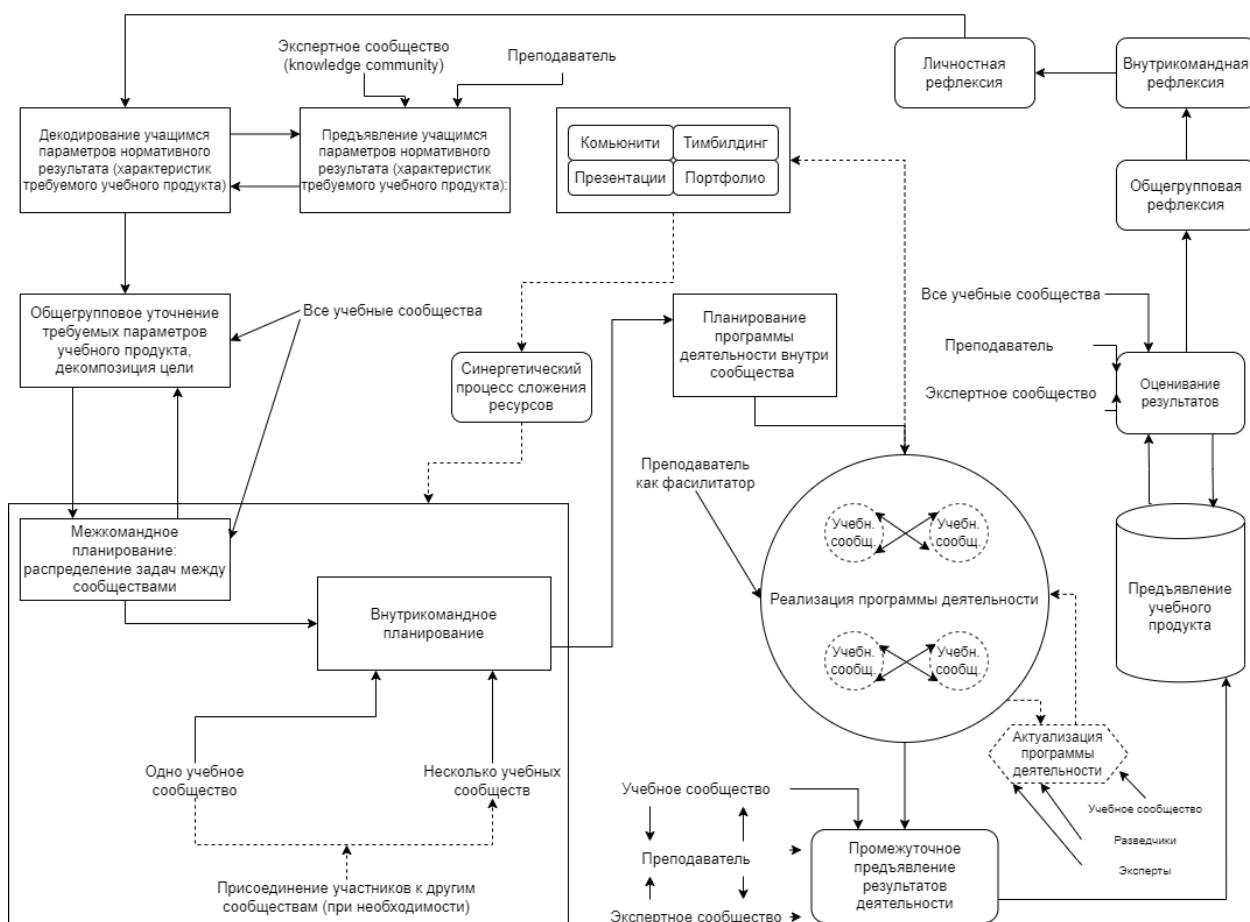 Экспертное сообщество
(knowledge community)
Преподаватель
Личностная
рефлексия
Внутрикомандная
рефлексия
Декодирование учащимся
параметров нормативного
результата (характеристик
требуемого учебного продукта)
Предъявление учащимся
параметров нормативного
результата (характеристик
требуемого учебного продукта):
Комьюнити
Тимбилдинг
Презентации
Портфолио
Общегрупповая
рефлексия
Общегрупповое уточнение
требуемых параметров
учебного продукта,
декомпозиция цели
Все учебные сообщества
Синергетический
процесс сложения
ресурсов
Планирование
программы
деятельности внутри
сообщества
Все учебные сообщества
Преподаватель
Экспертное сообщество
Оценивание
результатов
Преподаватель
как фасилитатор
Межкомандное
планирование:
распределение задач между
сообществами
Внутрикомандное
планирование
Учебн.
сообщ.
Учебн.
сообщ.
Реализация программы деятельности
Учебн.
сообщ.
Учебн.
сообщ.
Предъявление
учебного
продукта
Актуализация
программы
деятельности
Учебное сообщество
Разведчики
Эксперты
Одно учебное
сообщество
Несколько учебных
сообществ
Присоединение участников к другим
сообществам (при необходимости)
Учебное сообщество
Преподаватель
Экспертное сообщество
Промежуточное
предъявление
результатов
деятельности